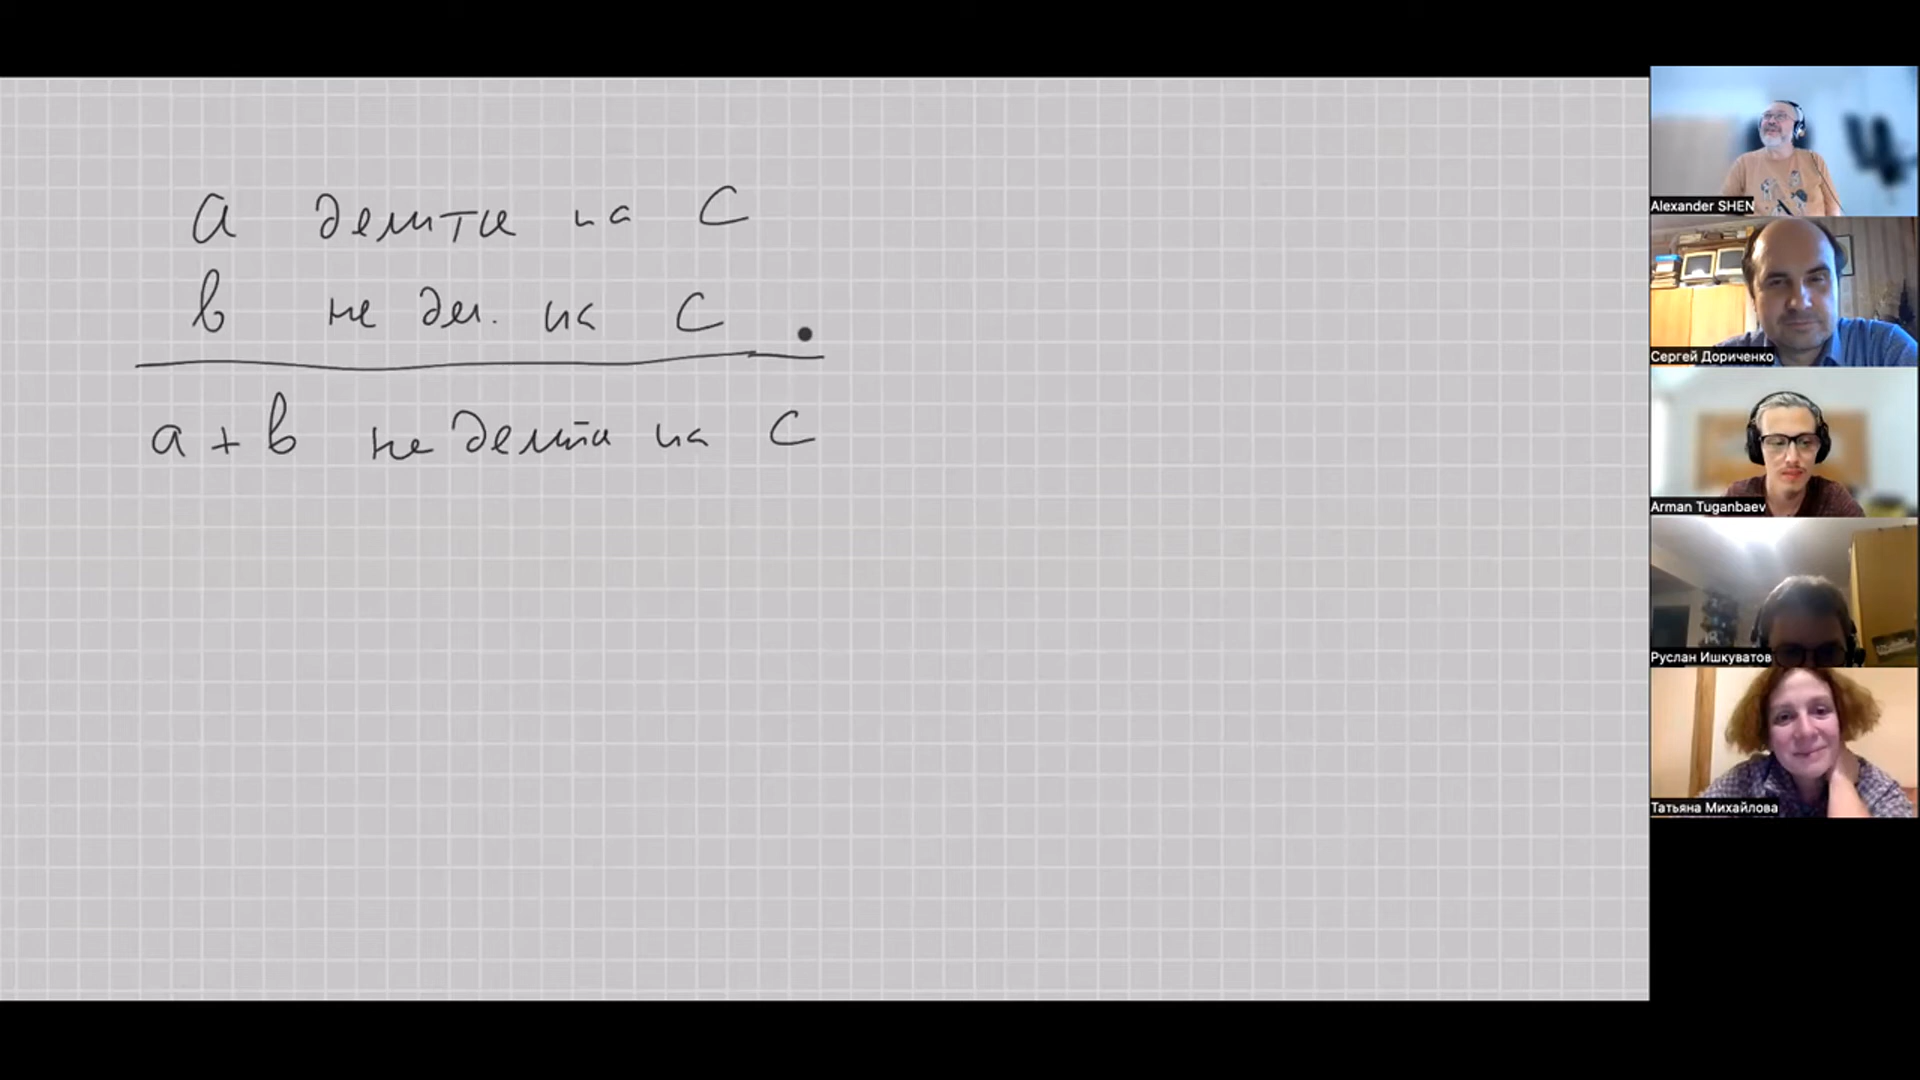 a делится на c
в не дел. на c
a + в не делится на c
Alexander SHEN
Сергей Дориченко
Arman Tuganbaev
Руслан Ишкуватов
Татьяна Михайлова